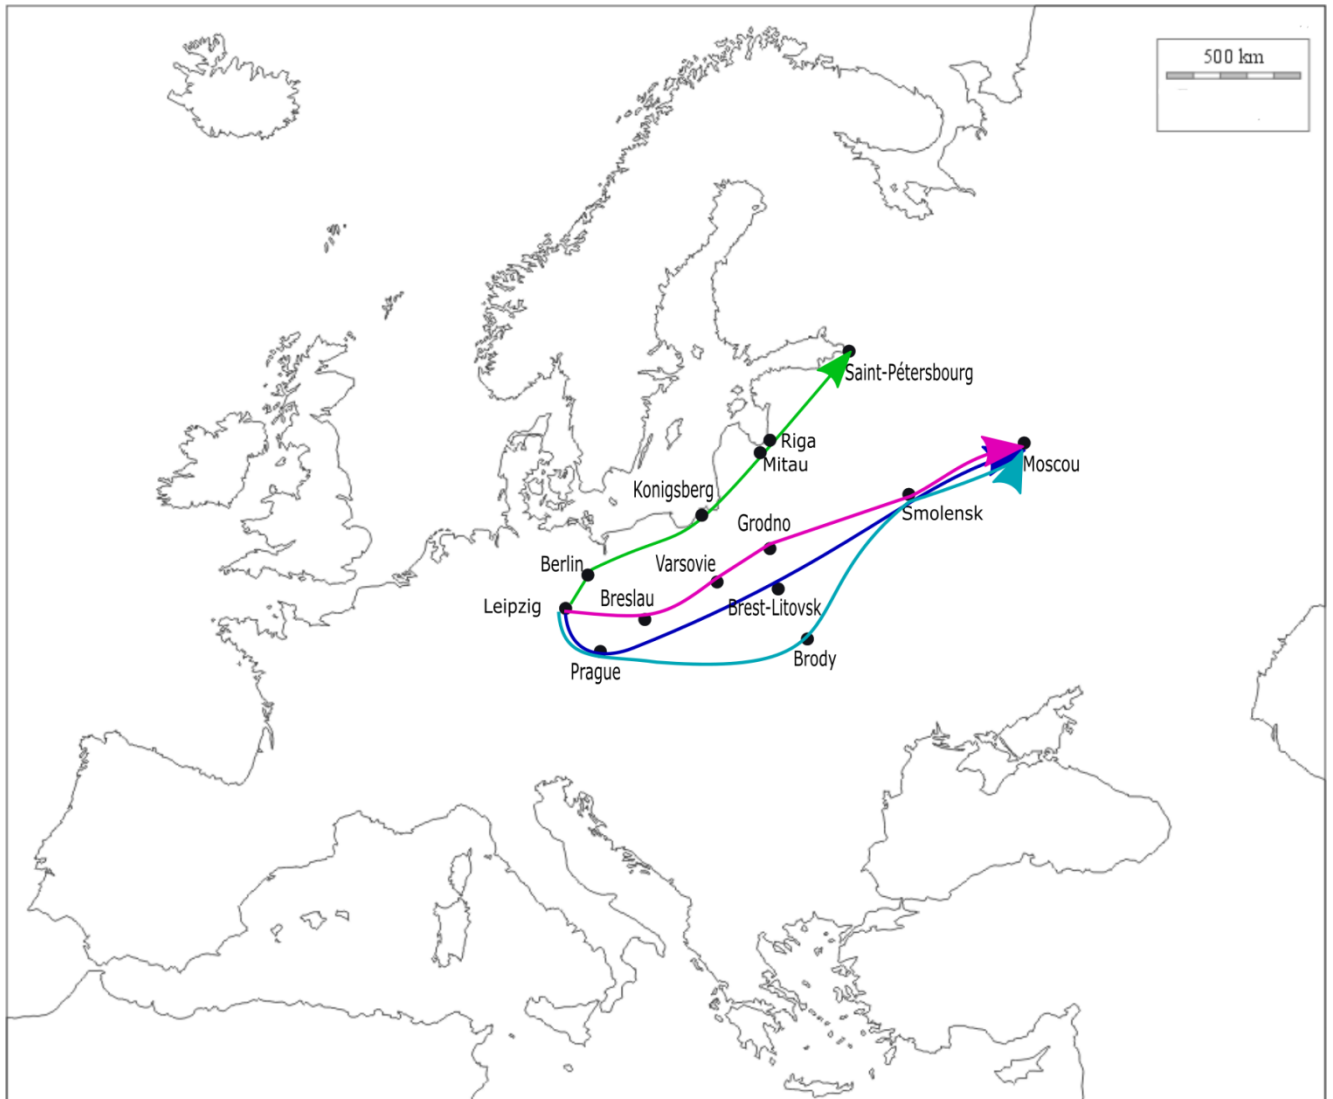 500 km
Saint-Pétersbourg
Riga
Mitau
Moscou
Konigsberg
Smolensk
Grodno
Berlin
Varsovie
Breslau
Leipzig
Brest-Litovsk
Brody
Prague